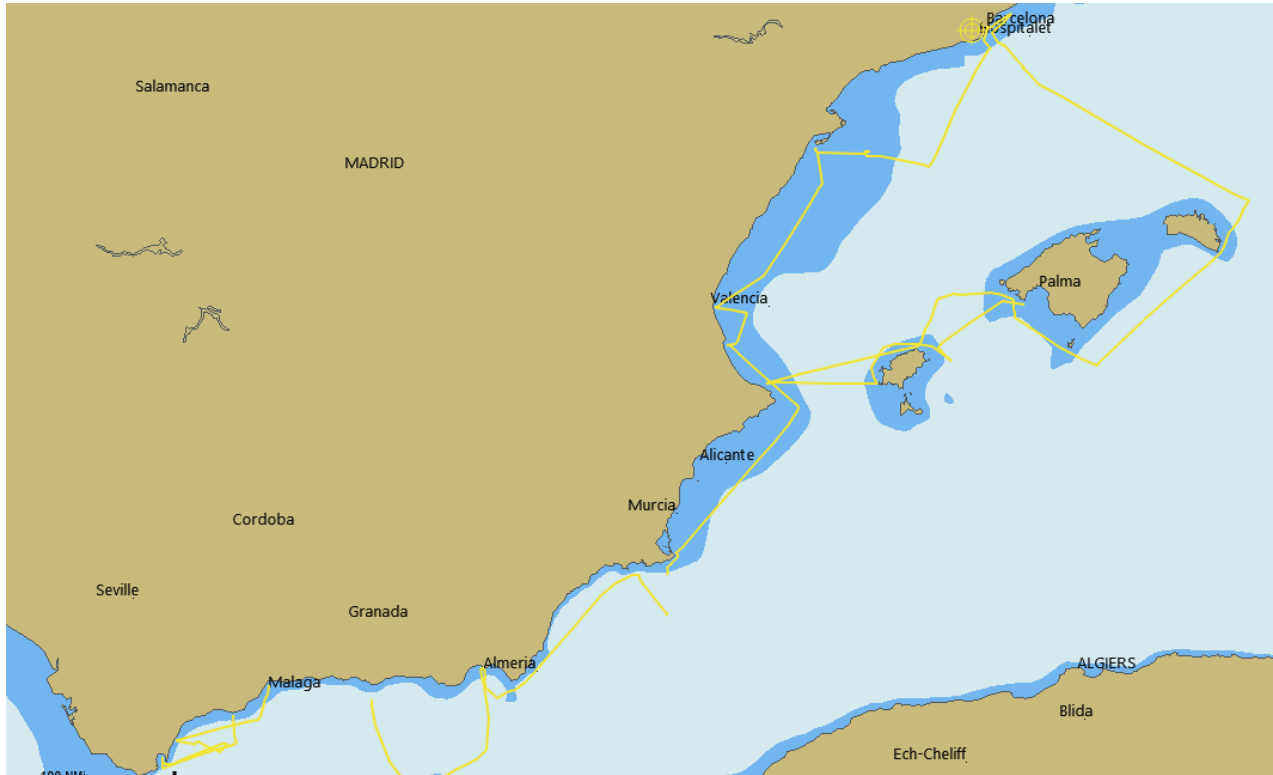 Barcelona
Hospitalet
Salamanca
MADRID
Palma
Valencia
Alicante
Murcia
Cordoba
Seville
Granada
Almeria
ALGIERS
Malaga
Blida
Ech-Cheliff